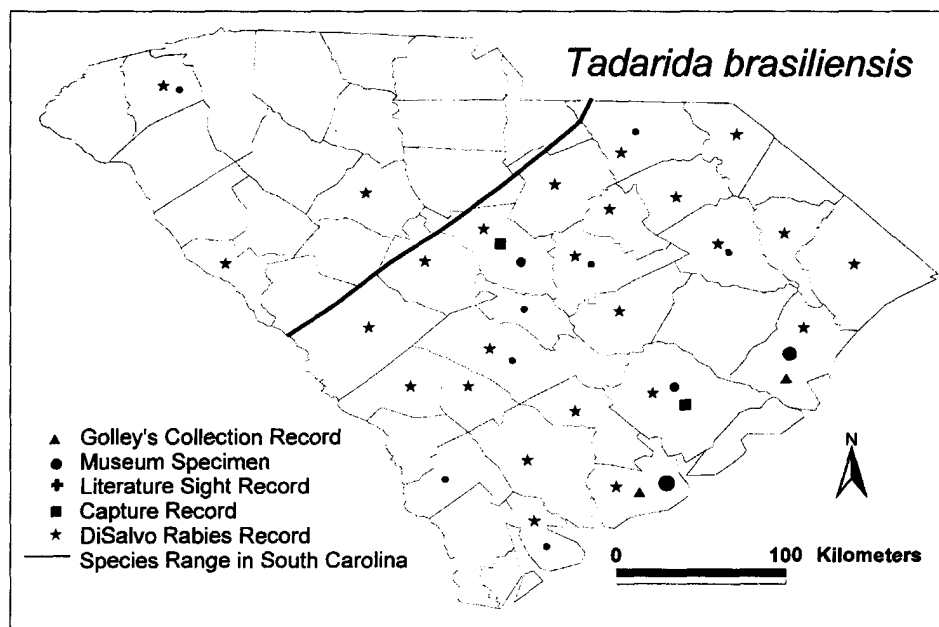 Tadarida brasiliensis
Golley's Collection Record
Museum Specimen
Literature Sight Record
Capture Record
DiSalvo Rabies Record
Species Range in South Carolina
N
0 100 Kilometers